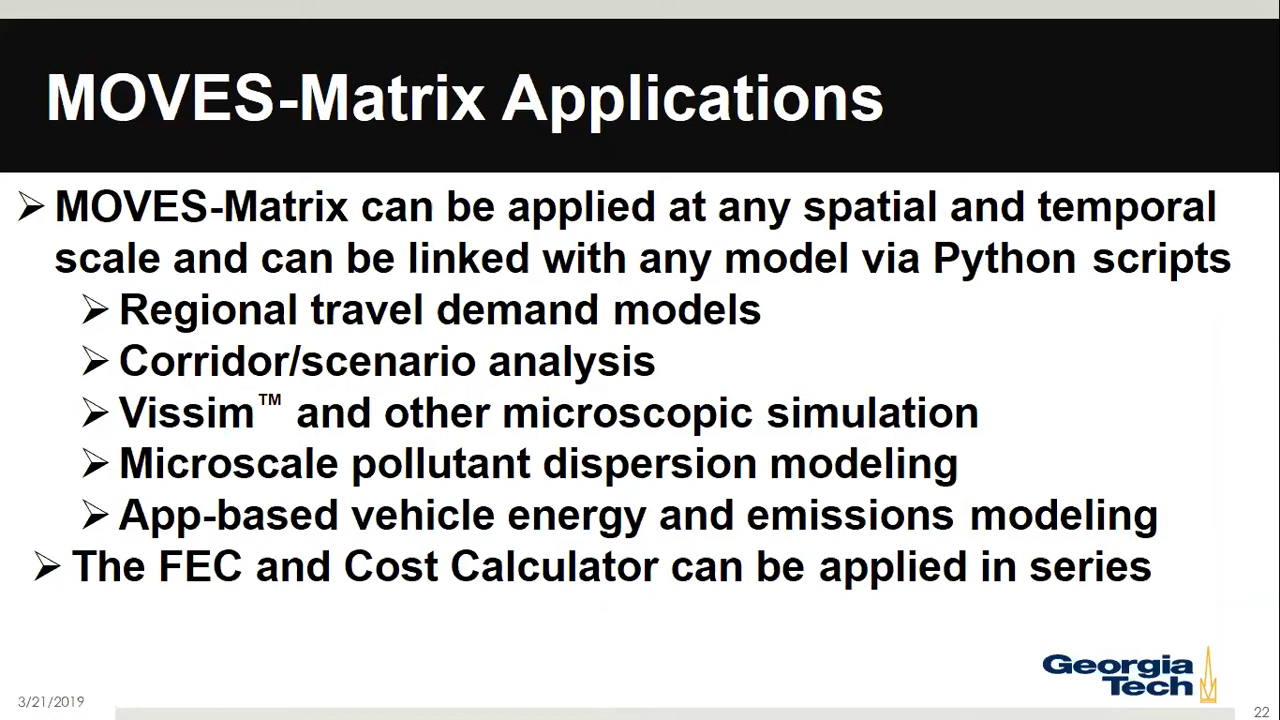 MOVES-Matrix Applications
➢ MOVES-Matrix can be applied at any spatial and temporal
scale and can be linked with any model via Python scripts
➢ Regional travel demand models
➢ Corridor/scenario analysis
➢ Vissim™ and other microscopic simulation
➢ Microscale pollutant dispersion modeling
➢ App-based vehicle energy and emissions modeling
➢ The FEC and Cost Calculator can be applied in series
Georgia
Tech
3/21/2019
22